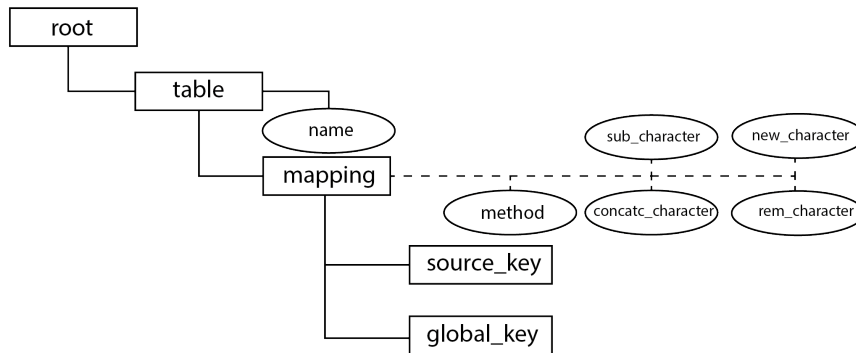 root
table
name
sub_character
new_character
mapping
method
concatc_character
rem_character
source_key
global_key